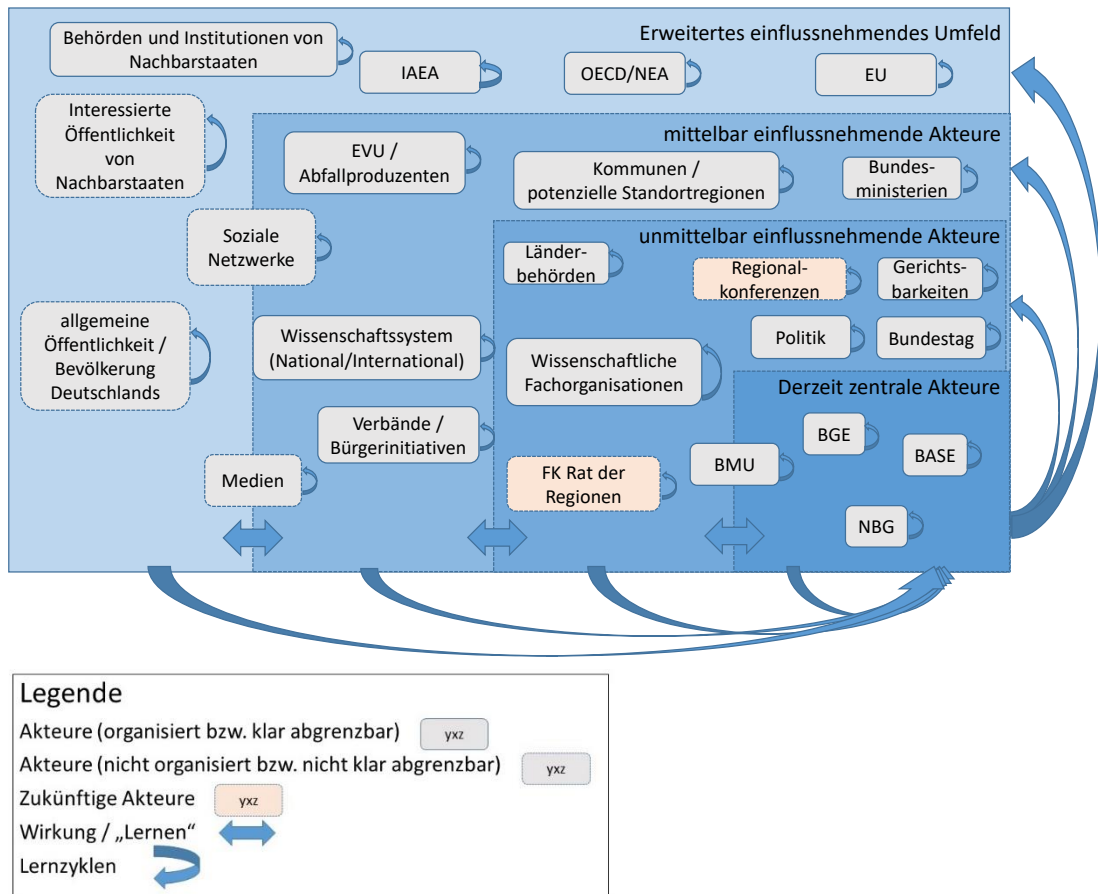 Erweitertes einflussnehmendes Umfeld
Behörden und Institutionen von
Nachbarstaaten
IAEA
OECD/NEA
EU
Interessierte
Öffentlichkeit
von
Nachbarstaaten
mittelbar einflussnehmende Akteure
EVU /
Abfallproduzenten
Kommunen /
potenzielle Standortregionen
Bundes-
ministerien
Soziale
Netzwerke
unmittelbar einflussnehmende Akteure
Länder-
behörden
Regional-
konferenzen
Gerichts-
barkeiten
allgemeine
Öffentlichkeit /
Bevölkerung
Deutschlands
Wissenschaftssystem
(National/International)
Wissenschaftliche
Fachorganisationen
Politik
Bundestag
Derzeit zentrale Akteure
Verbände /
Bürgerinitiativen
BGE
BASE
Medien
FK Rat der
Regionen
BMU
NBG
Legende
Akteure (organisiert bzw. klar abgrenzbar)
yxz
Akteure (nicht organisiert bzw. nicht klar abgrenzbar)
yxz
Zukünftige Akteure
yxz
Wirkung / „Lernen“
Lernzyklen